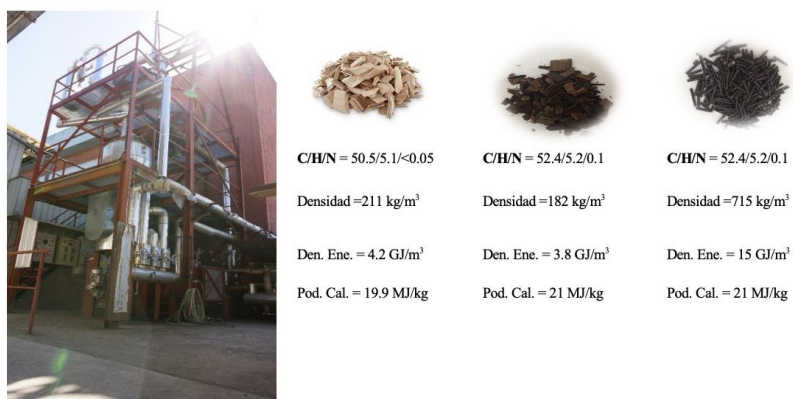 C/H/N = 50.5/5.1/<0.05
Densidad =211 kg/m³
Den. Ene. = 4.2 GJ/m³
Pod. Cal. = 19.9 MJ/kg
C/H/N = 52.4/5.2/0.1
Densidad =182 kg/m³
Den. Ene. = 3.8 GJ/m³
Pod. Cal. = 21 MJ/kg
C/H/N = 52.4/5.2/0.1
Densidad =715 kg/m³
Den. Ene. = 15 GJ/m³
Pod. Cal. = 21 MJ/kg